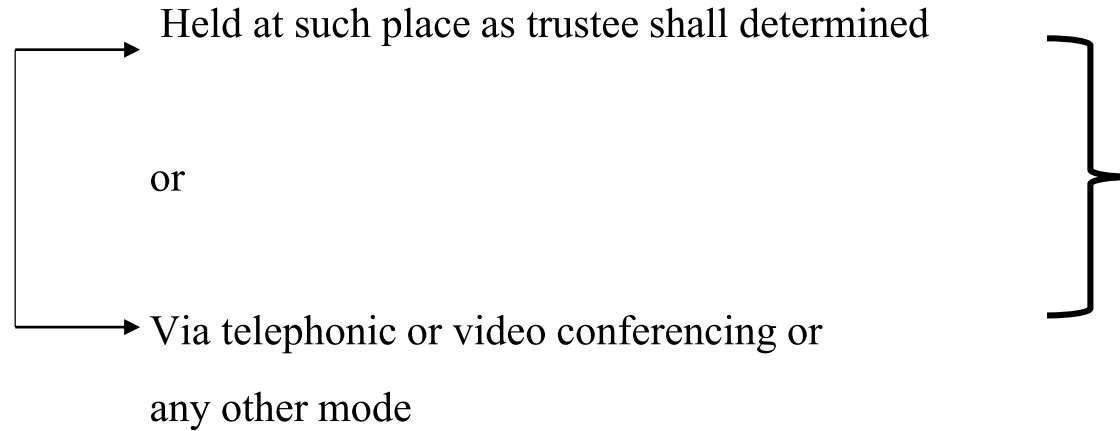 Held at such place as trustee shall determined
or
Via telephonic or video conferencing or
any other mode